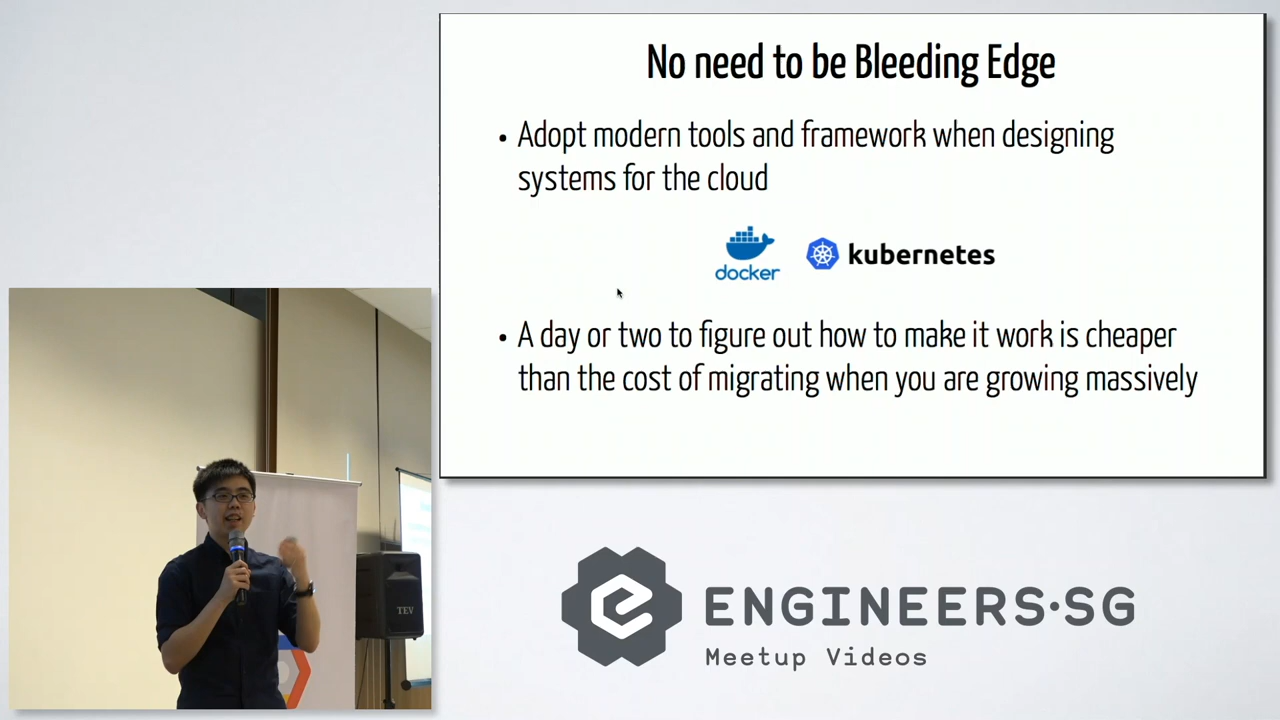 No need to be Bleeding Edge
• Adopt modern tools and framework when designing
systems for the cloud
docker
kubernetes
• A day or two to figure out how to make it work is cheaper
than the cost of migrating when you are growing massively
TEV
ENGINEERS·SG
Meetup Videos